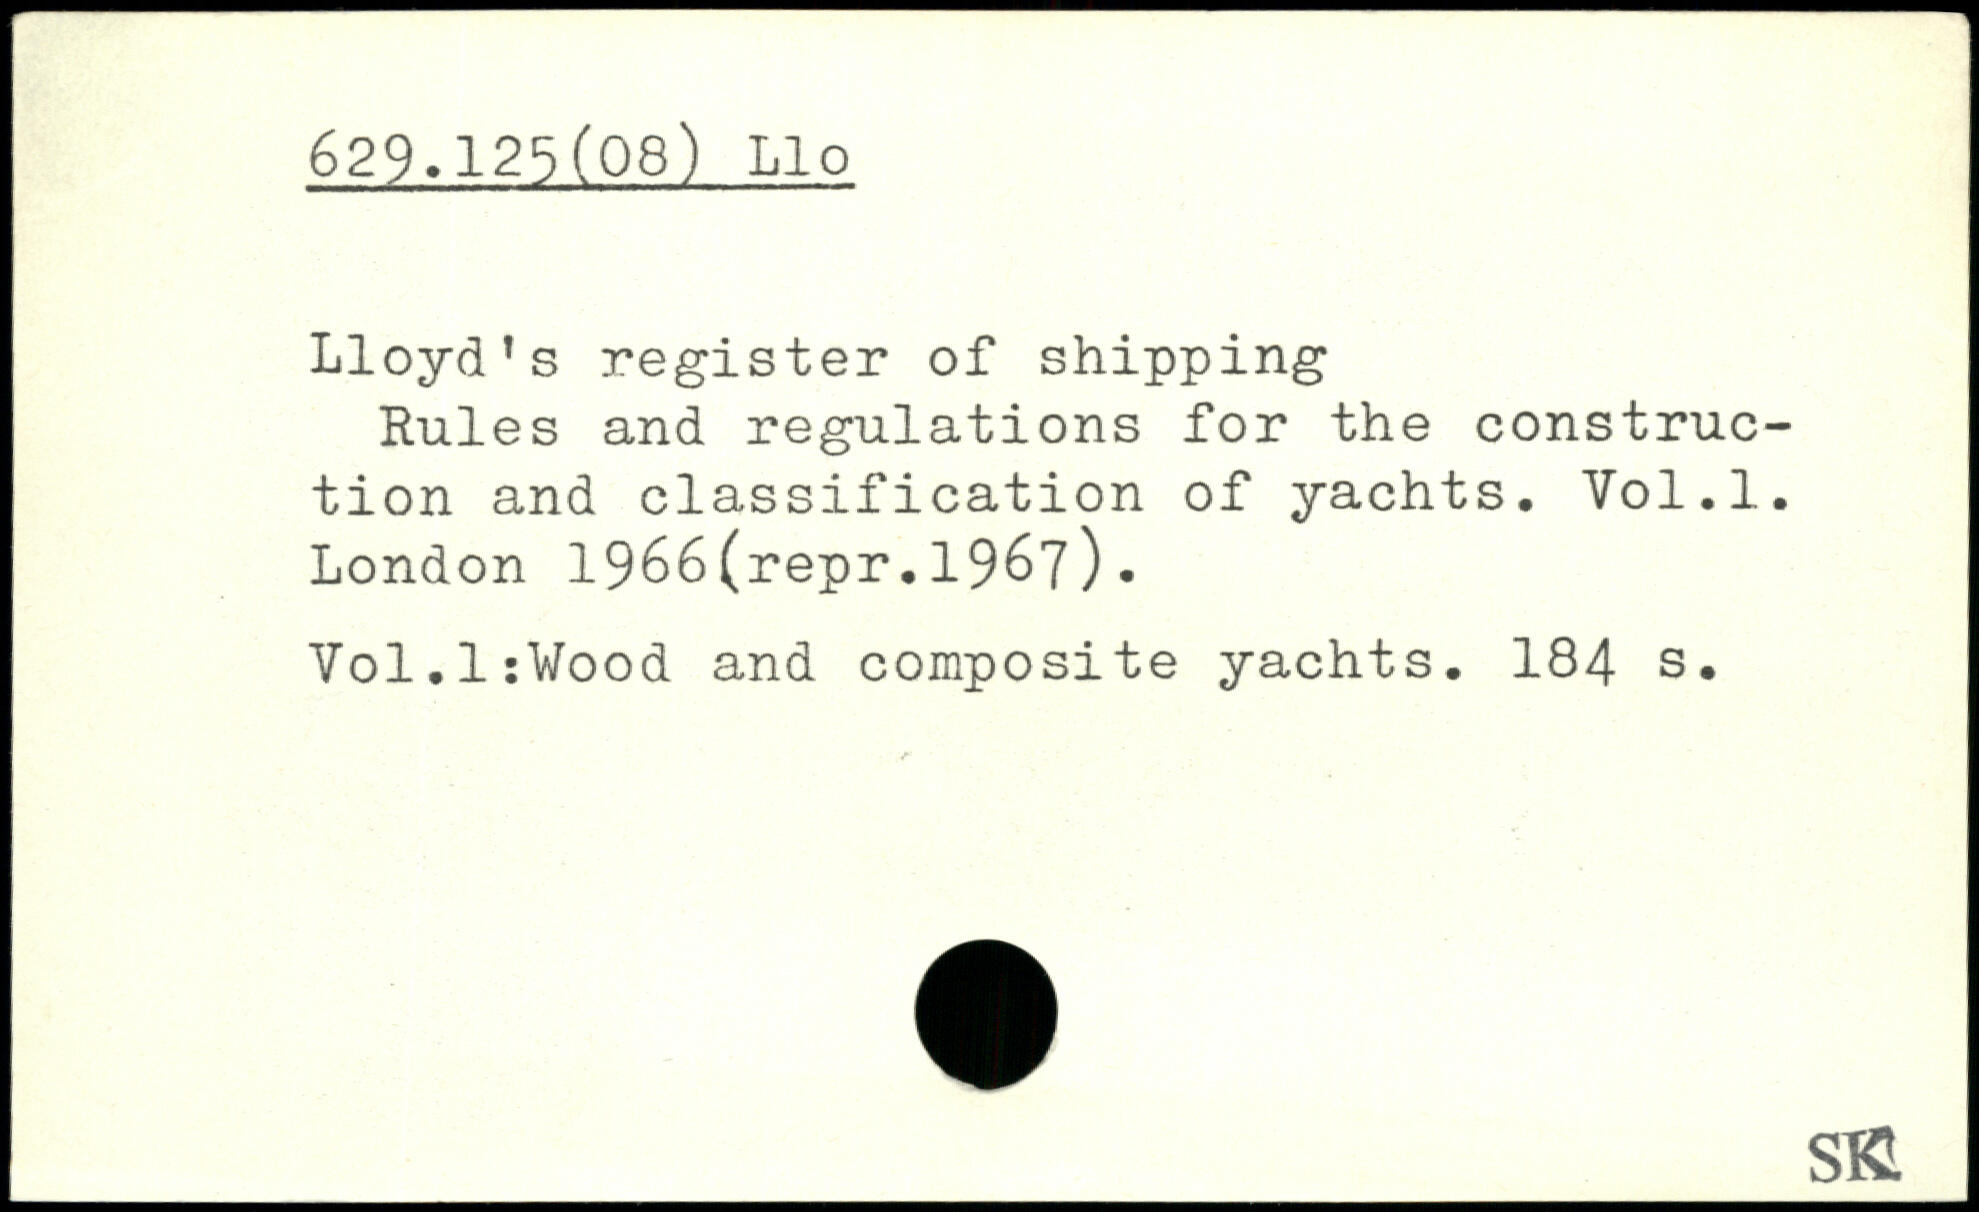 629.125(08) Llo
Lloyd's register of shipping
Rules and regulations for the construc-
tion and classification of yachts. Vol.1.
London 1966(repr.1967).
Vol.1:Wood and composite yachts. 184 s.
SK